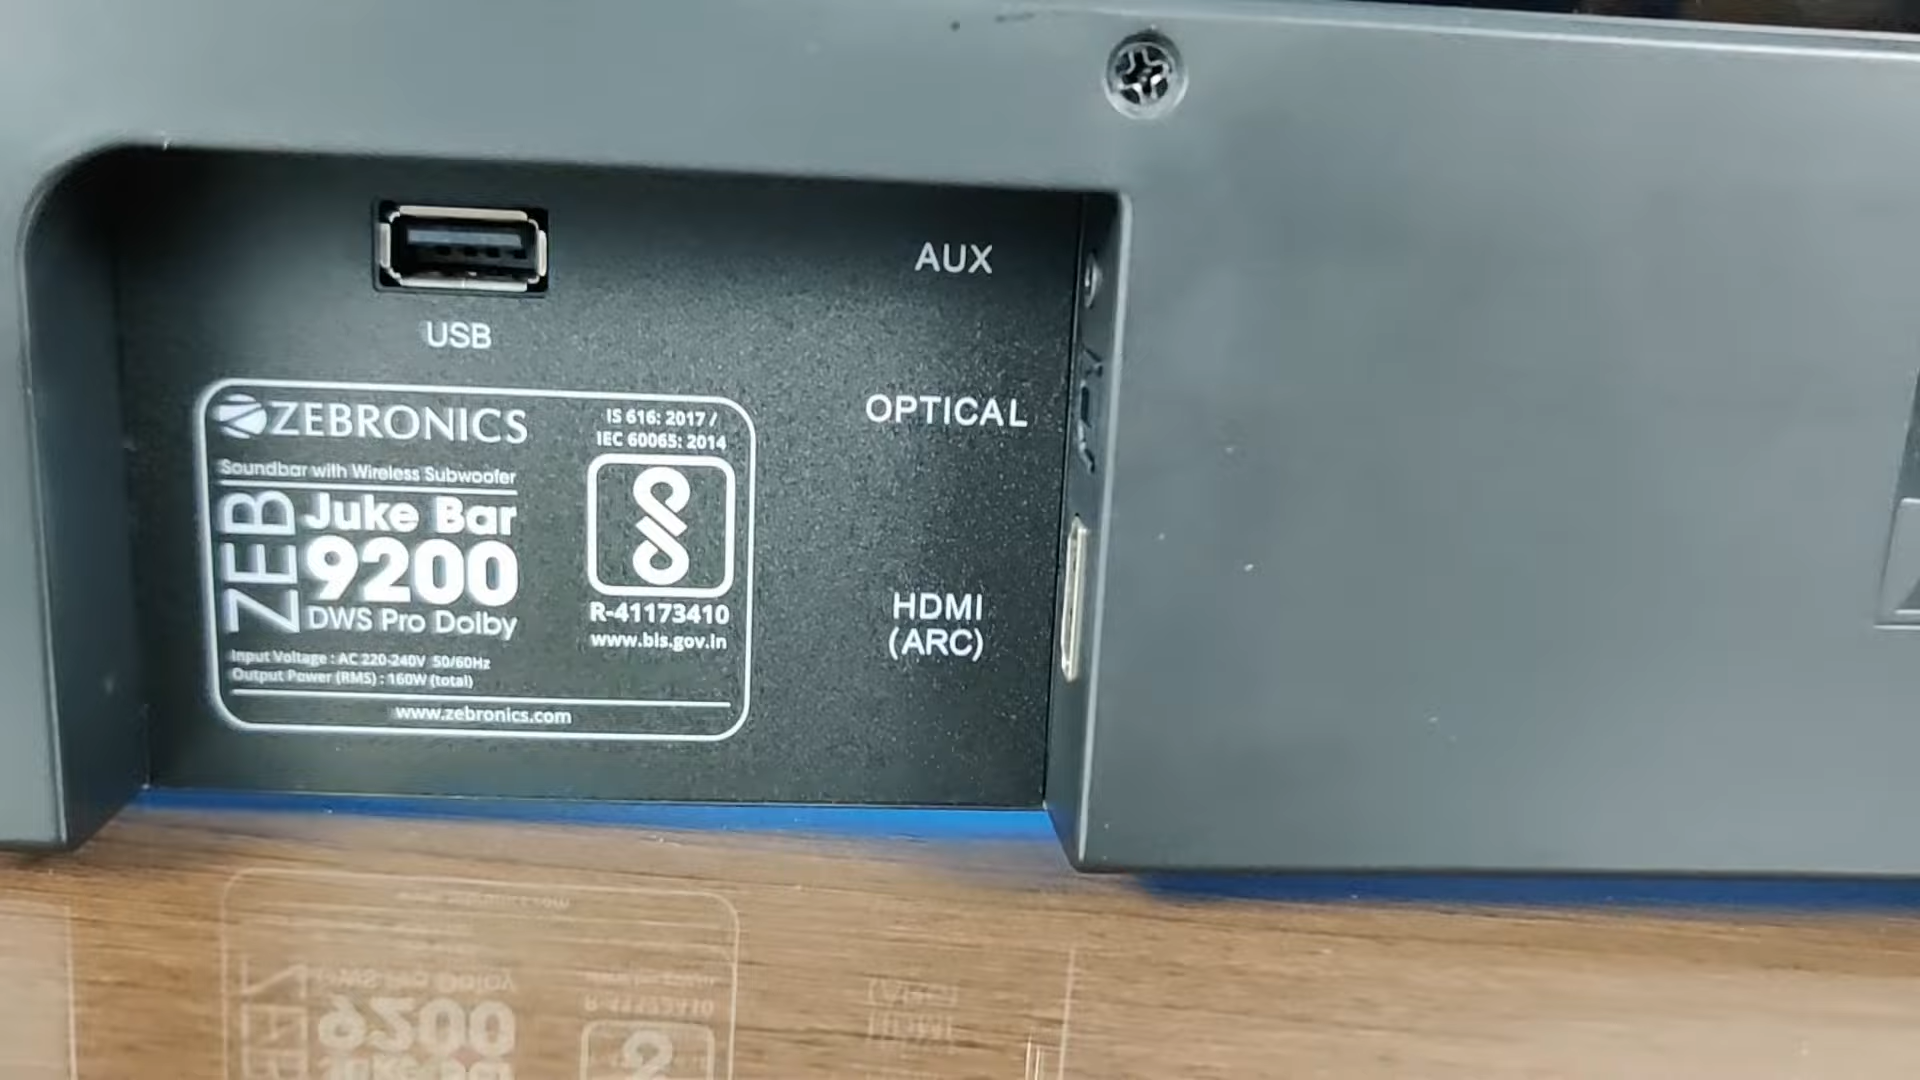 AUX
USB
OPTICAL
ZEBRONICS
IS 616: 2017 /
IEC 60065: 2014
Soundbar with Wireless Subwoofer
ZEB
Juke Bar
9200
DWS Pro Dolby
R-41173410
www.bis.gov.in
Input Voltage : AC 220-240V 50/60Hz
Output Power (RMS) : 160W (total)
www.zebronics.com
HDMI
(ARC)